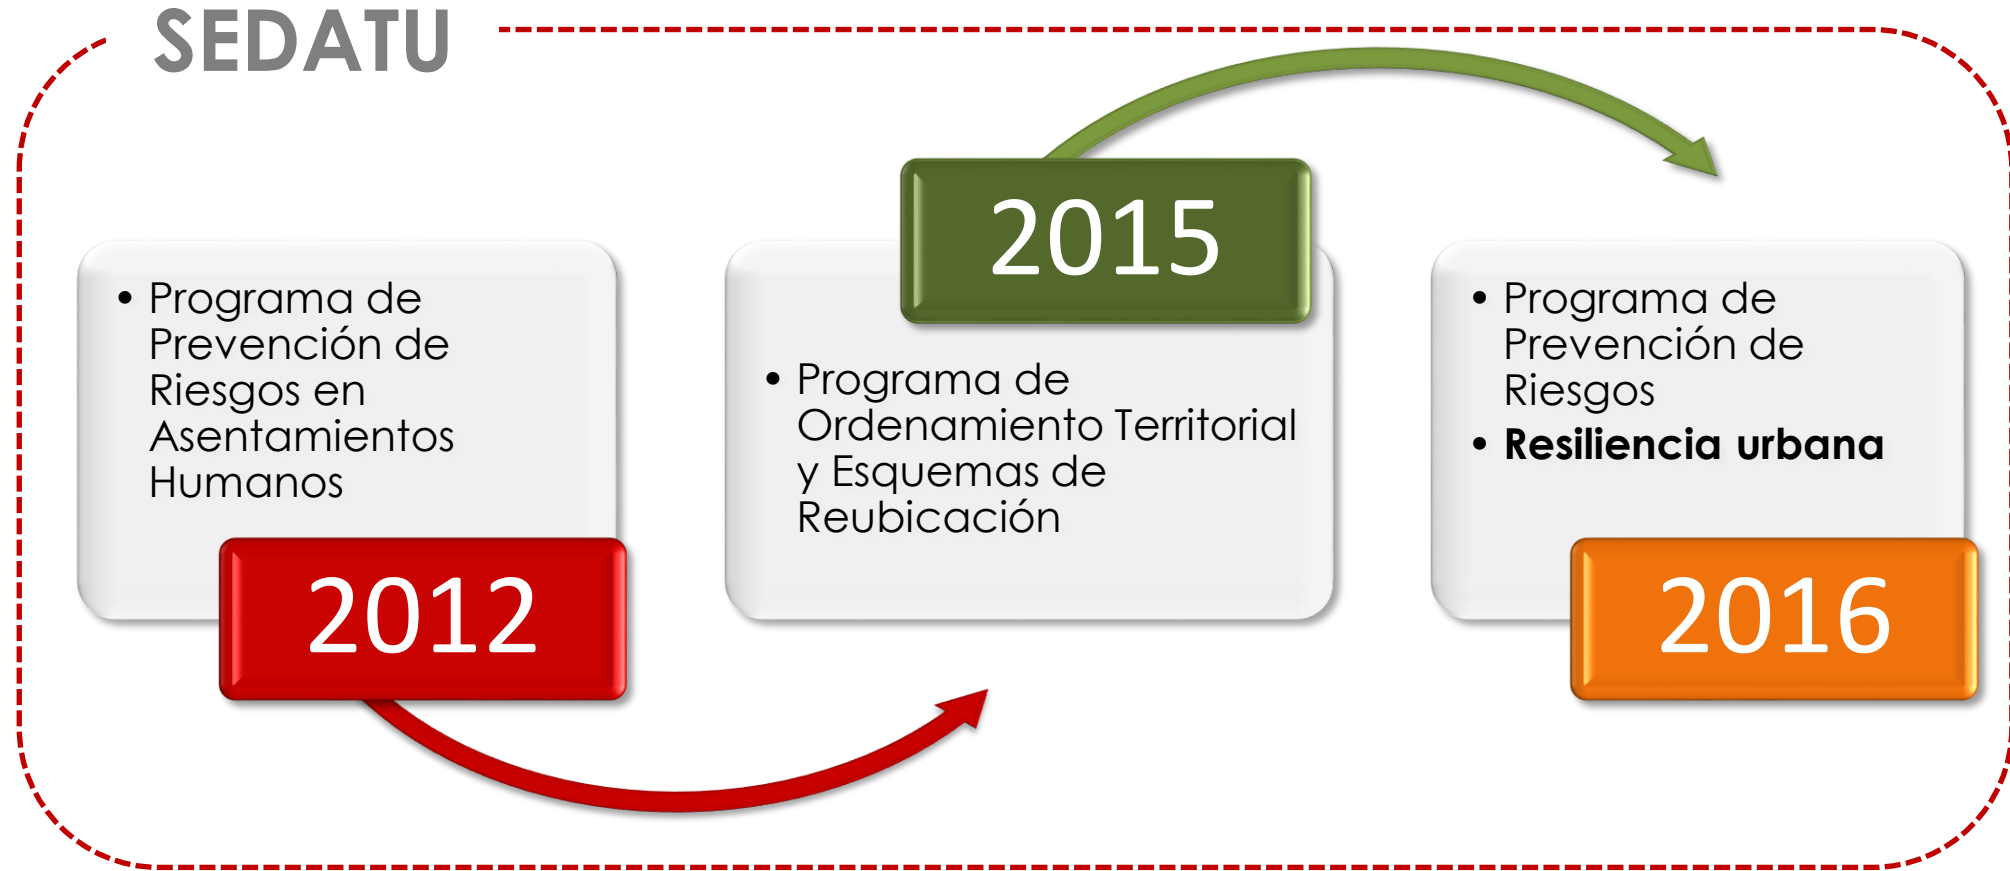 SEDATU
• Programa de
Prevención de
Riesgos en
Asentamientos
Humanos
2012
2015
• Programa de
Ordenamiento Territorial
y Esquemas de
Reubicación
• Programa de
Prevención de
Riesgos
• Resiliencia urbana
2016